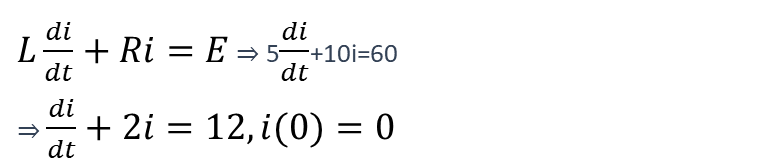 L di/dt + Ri = E ⇒ 5 di/dt +10i=60
⇒ di/dt + 2i = 12, i(0) = 0